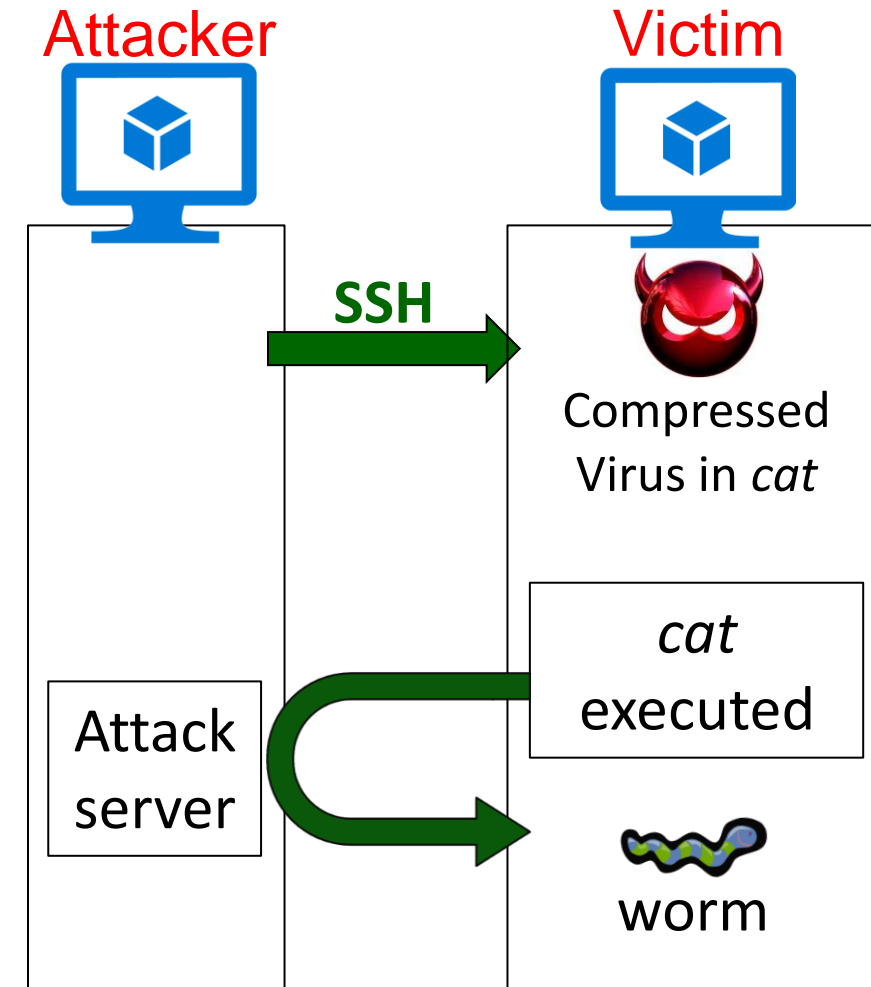 Attacker
Victim
SSH
Compressed
Virus in cat
cat
executed
Attack
server
worm